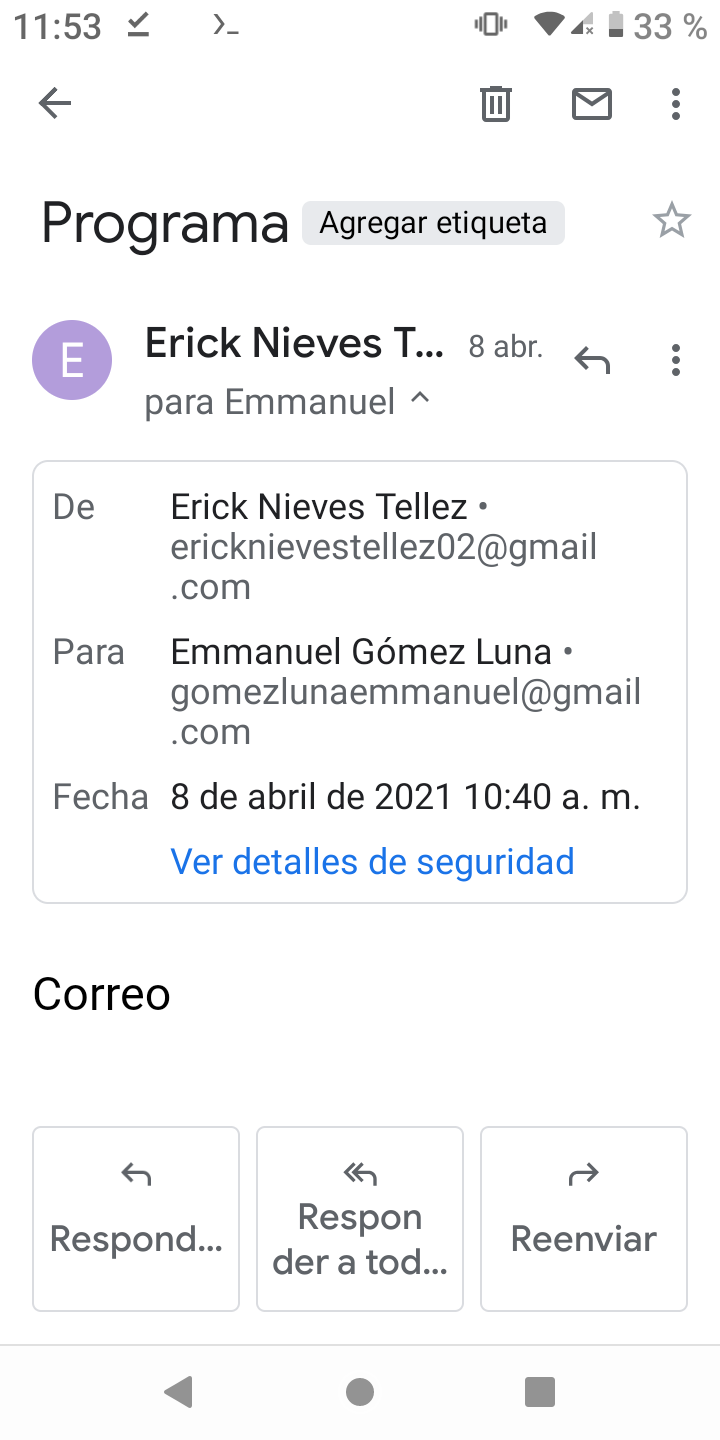 11:53
33 %
Programa Agregar etiqueta
E
Erick Nieves T... 8 abr.
para Emmanuel
De Erick Nieves Tellez •
ericknievestellez02@gmail
.com
Para Emmanuel Gómez Luna •
gomezlunaemmanuel@gmail
.com
Fecha 8 de abril de 2021 10:40 a. m.
Ver detalles de seguridad
Correo
Respond...
Respon
der a tod...
Reenviar